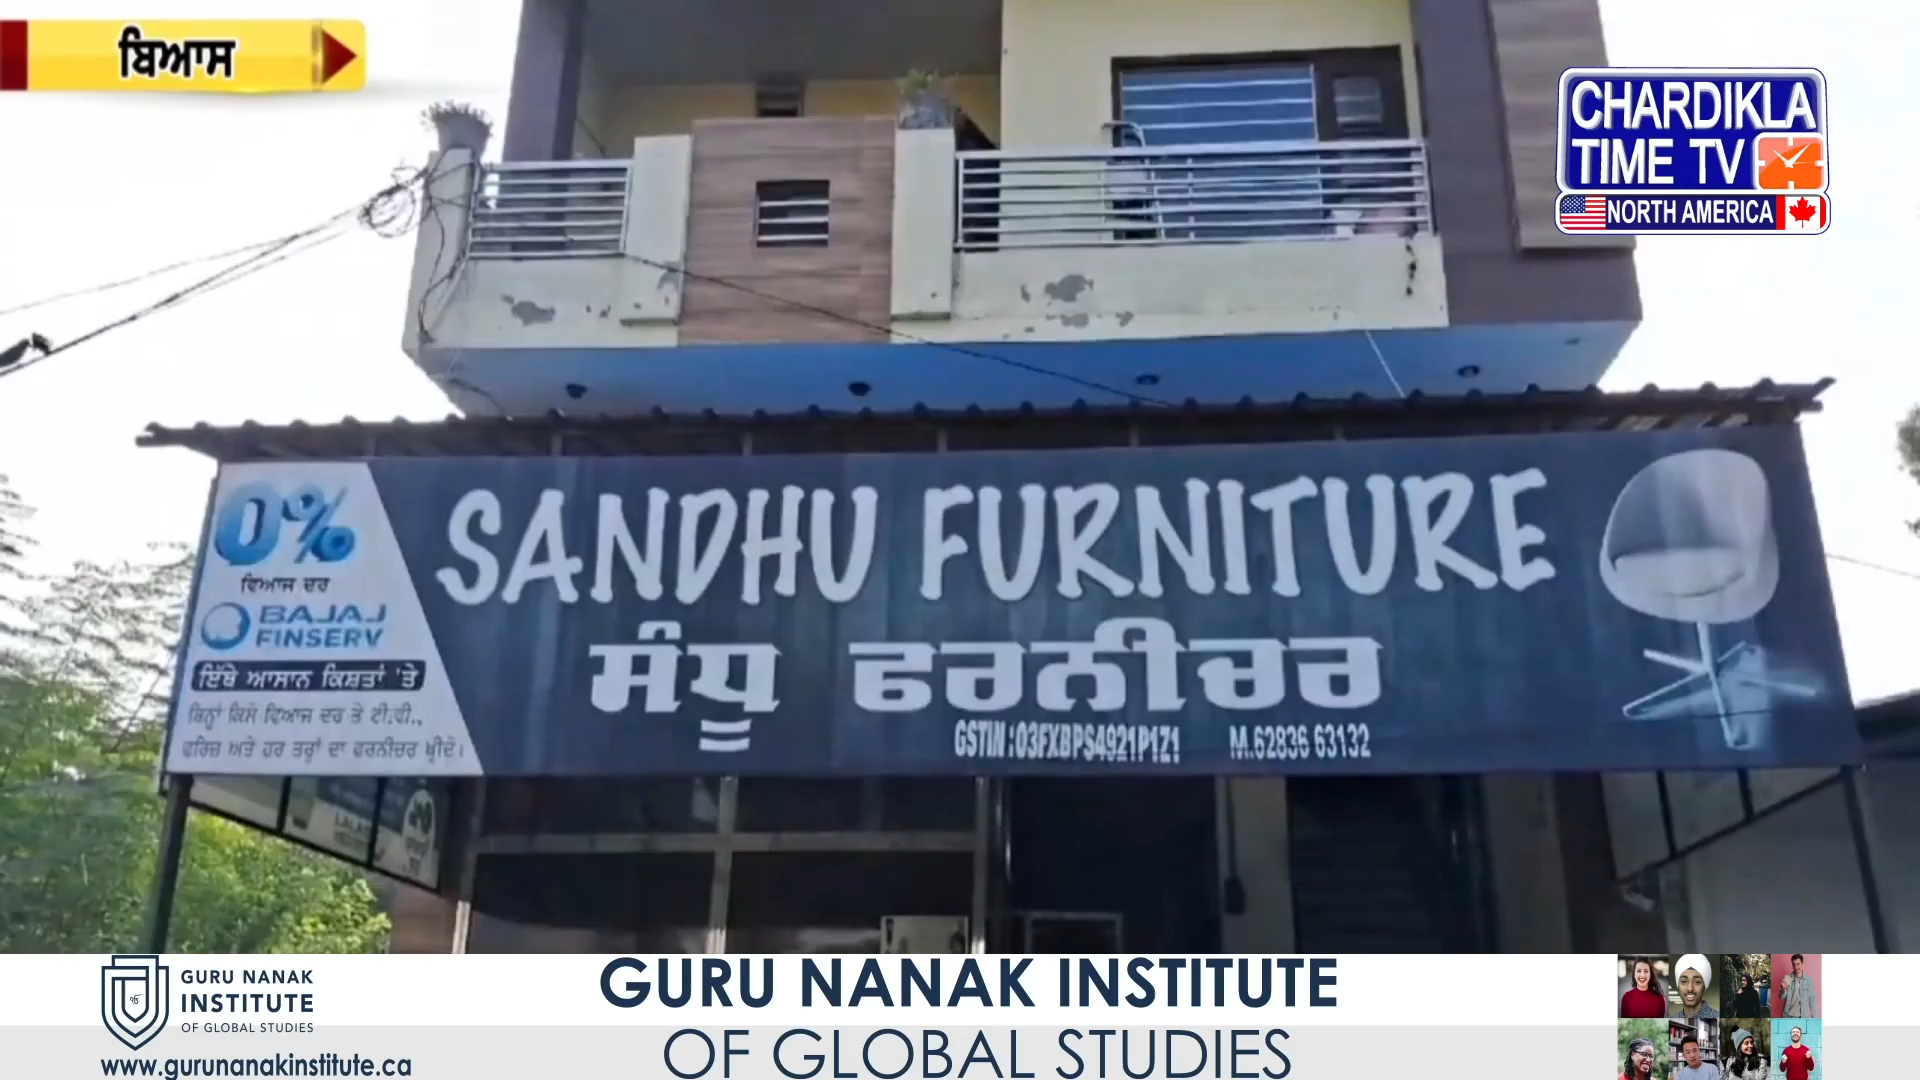 ਬਿਆਸ
CHARDIKLA
TIME TV
NORTH AMERICA
0%
ਵਿਆਜ ਦਰ
BAJAJ
FINSERV
ਇੱਥੇ ਆਸਾਨ ਕਿਸ਼ਤਾਂ 'ਤੇ
ਬਿਨ੍ਹਾਂ ਕਿਸੇ ਵਿਆਜ ਦਰ ਤੇ ਟੀ.ਵੀ.,
ਫਰਿਜ਼ ਅਤੇ ਹਰ ਤਰ੍ਹਾਂ ਦਾ ਫਰਨੀਚਰ ਖ੍ਰੀਦੋ।
SANDHU FURNITURE
ਸੰਧੂ ਫਰਨੀਚਰ
GSTIN:03FXBPS4921P1Z1 M.62836 63132
GURU NANAK
INSTITUTE
OF GLOBAL STUDIES
www.gurunanakinstitute.ca
GURU NANAK INSTITUTE
OF GLOBAL STUDIES